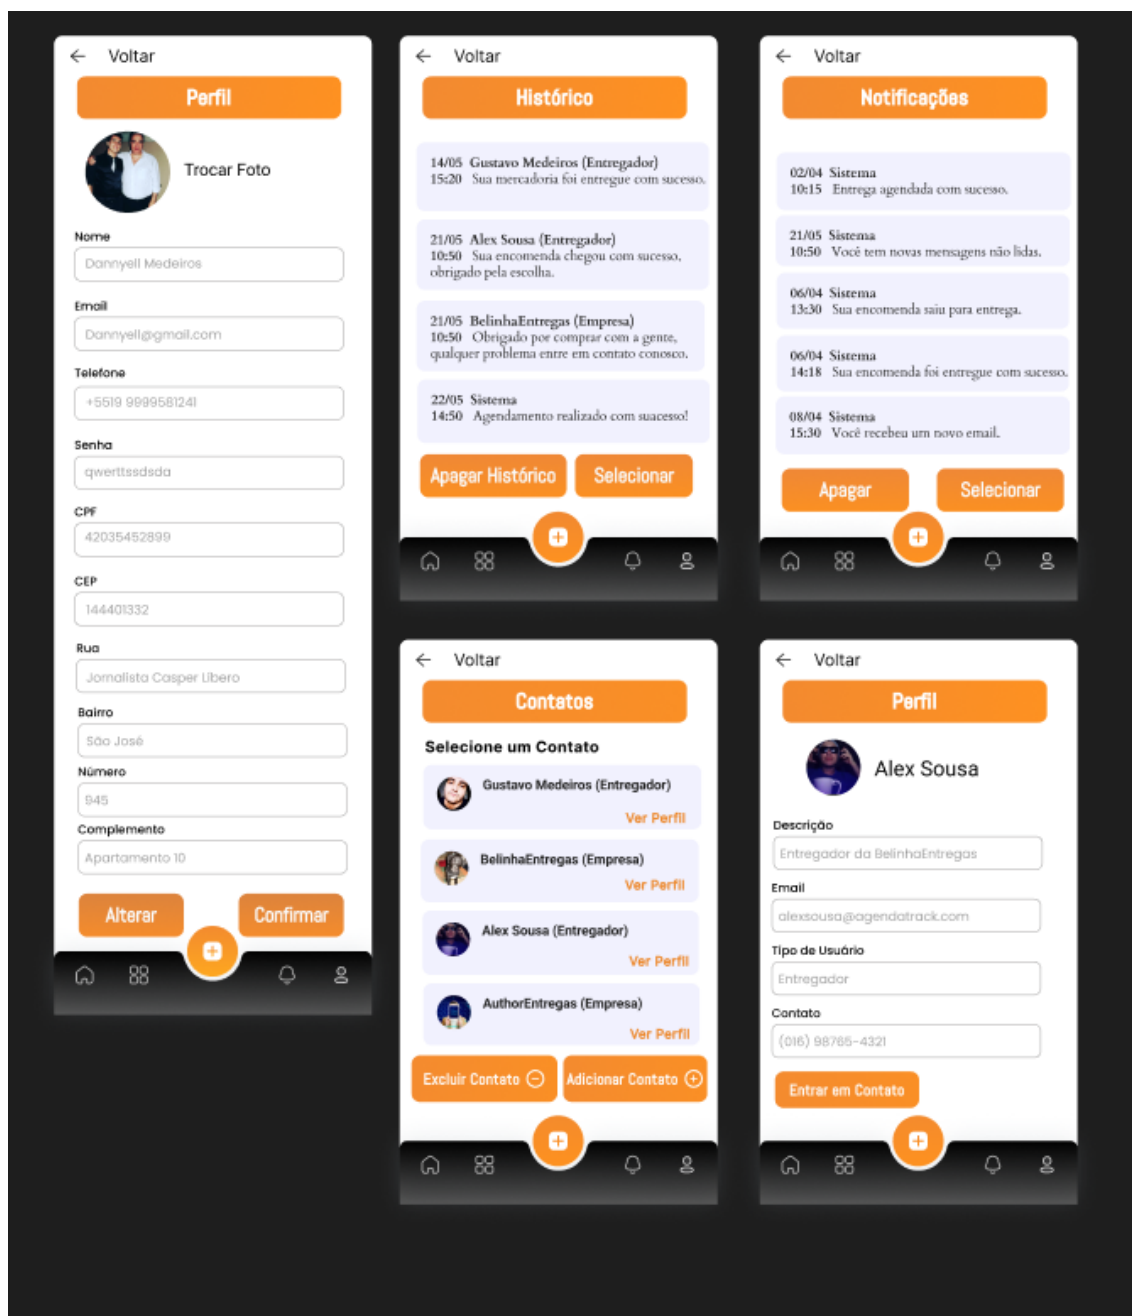 Voltar
Perfil
Trocar Foto
Nome
Dannyell Medeiros
Email
Dannyell@gmail.com
Telefone
+5519 9999581241
Senha
qwerttssdsda
CPF
42035452899
CEP
144401332
Rua
Jornalista Casper Libero
Bairro
São José
Número
945
Complemento
Apartamento 10
Alterar
Confirmar
Voltar
Histórico
14/05 Gustavo Medeiros (Entregador)
15:20 Sua mercadoria foi entregue com sucesso.
21/05 Alex Sousa (Entregador)
10:50 Sua encomenda chegou com sucesso,
obrigado pela escolha.
21/05 BelinhaEntregas (Empresa)
10:50 Obrigado por comprar com a gente,
qualquer problema entre em contato conosco.
22/05 Sistema
14:50 Agendamento realizado com suacesso!
Apagar Histórico
Selecionar
Voltar
Notificações
02/04 Sistema
10:15 Entrega agendada com sucesso.
21/05 Sistema
10:50 Você tem novas mensagens não lidas.
06/04 Sistema
13:30 Sua encomenda saiu para entrega.
06/04 Sistema
14:18 Sua encomenda foi entregue com sucesso.
08/04 Sistema
15:30 Você recebeu um novo email.
Apagar
Selecionar
Voltar
Contatos
Selecione um Contato
Gustavo Medeiros (Entregador)
Ver Perfil
BelinhaEntregas (Empresa)
Ver Perfil
Alex Sousa (Entregador)
Ver Perfil
AuthorEntregas (Empresa)
Ver Perfil
Excluir Contato
Adicionar Contato
Voltar
Perfil
Alex Sousa
Descrição
Entregador da BelinhaEntregas
Email
alexsousa@agendatrack.com
Tipo de Usuário
Entregador
Contato
(016) 98765-4321
Entrar em Contato